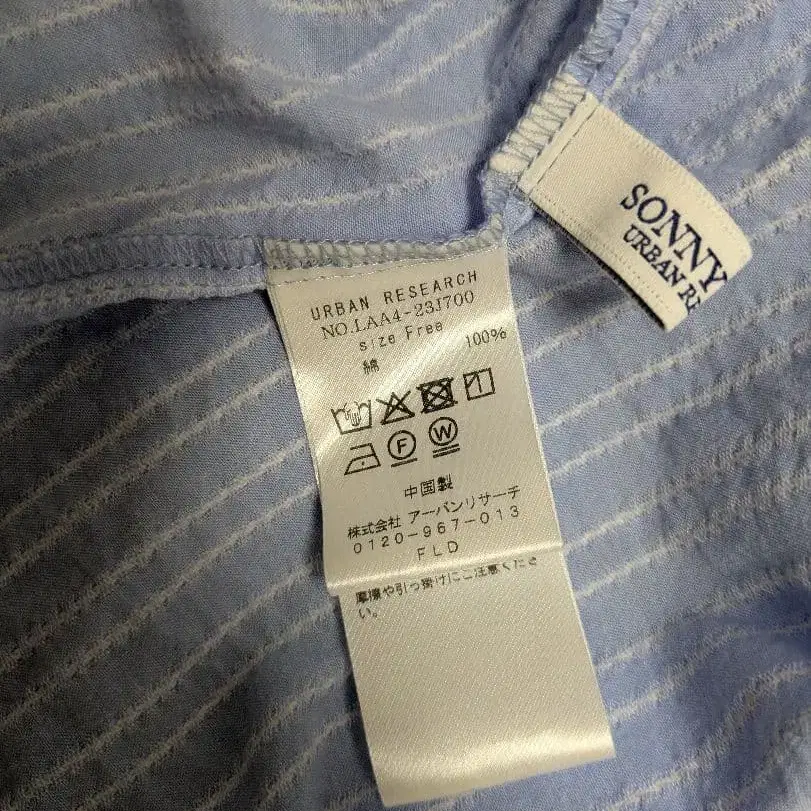 SONNY
URBAN RE
URBAN RESEARCH
NO.LAA4-23J700
size Free
綿 100%
F W
中国製
株式会社 アーバンリサーチ
0120-967-013
FLD
摩擦や引っ掛けにご注意くださ
い。